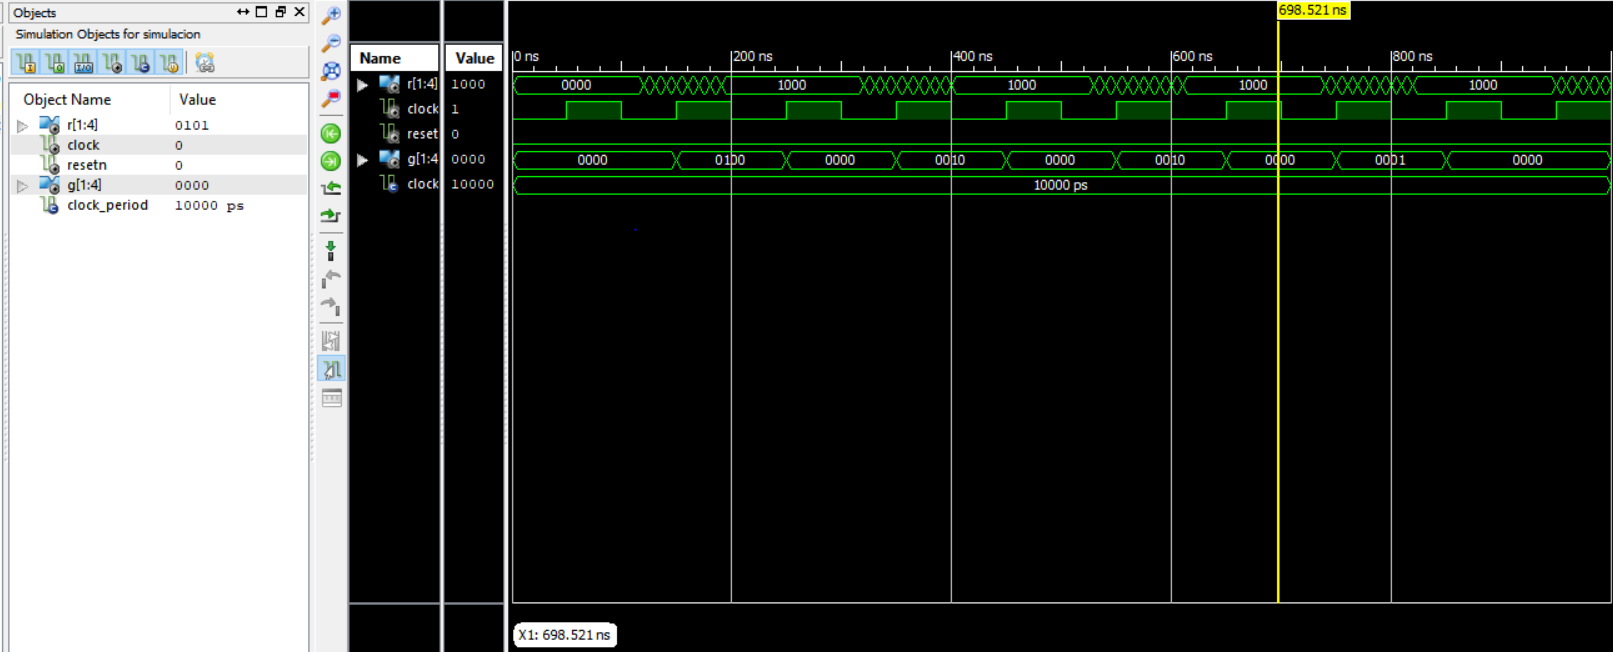 Objects
Simulation Objects for simulacion
Object Name Value
r[1:4] 0101
clock 0
resetn 0
g[1:4] 0000
clock_period 10000 ps
698.521 ns
Name Value
0 ns 200 ns 400 ns 600 ns 800 ns
r[1:4] 1000 0000 1000 1000 1000 1000
clock 1
reset 0
g[1:4 0000 0000 0100 0000 0010 0000 0010 0000 0001 0000
clock 10000 10000 ps
X1: 698.521 ns